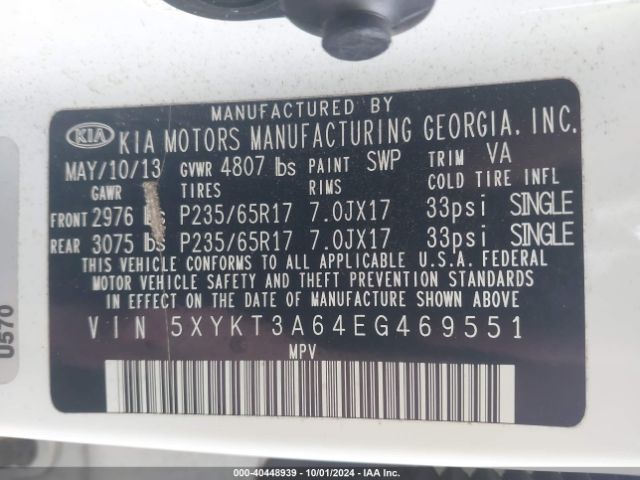 MANUFACTURED BY
KIA KIA MOTORS MANUFACTURING GEORGIA, INC.
MAY/10/13 GVWR 4807 lbs PAINT SWP TRIM VA
GAWR TIRES RIMS COLD TIRE INFL
FRONT 2976 lbs P235/65R17 7.0JX17 33psi SINGLE
REAR 3075 lbs P235/65R17 7.0JX17 33psi SINGLE
THIS VEHICLE CONFORMS TO ALL APPLICABLE U.S.A. FEDERAL
MOTOR VEHICLE SAFETY AND THEFT PREVENTION STANDARDS
IN EFFECT ON THE DATE OF MANUFACTURE SHOWN ABOVE
VIN 5XYKT3A64EG469551
MPV
U570
000-40448939 - 10/01/2024 - IAA Inc.